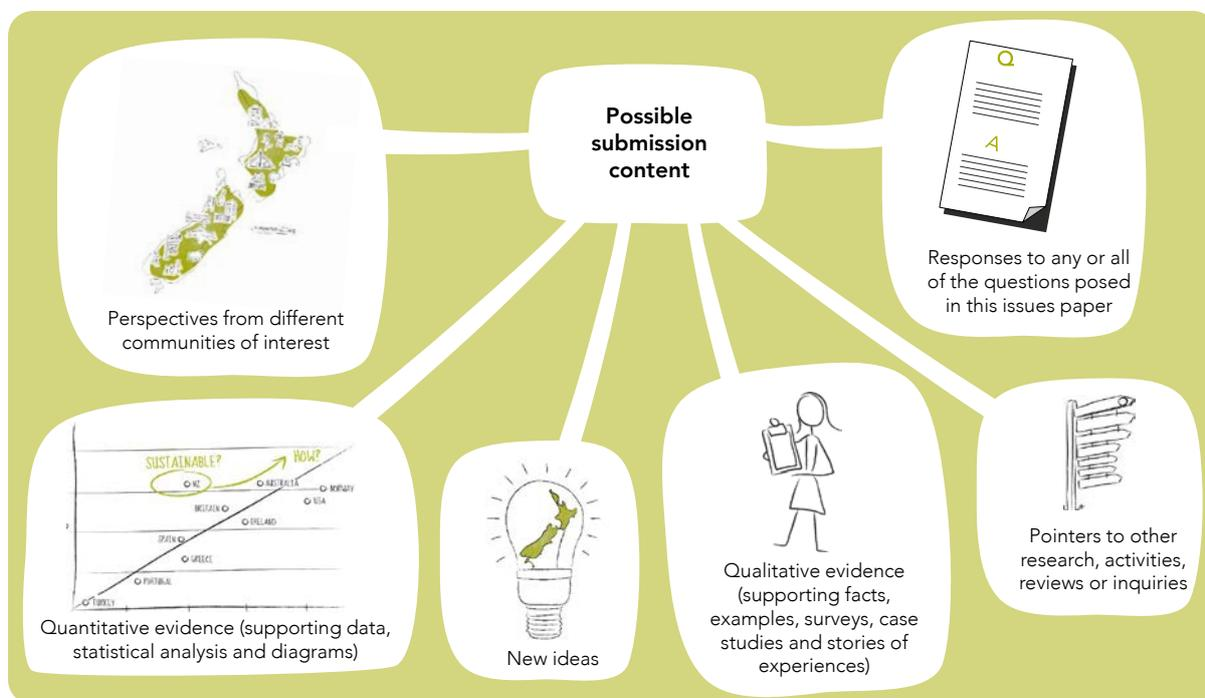 Possible
submission
content
Q
A
Responses to any or all
of the questions posed
in this issues paper
Perspectives from different
communities of interest
SUSTAINABLE?
HOW?
NZ
AUSTRALIA
NORWAY
USA
BRITAIN
IRELAND
SPAIN
GREECE
PORTUGAL
TURKEY
Quantitative evidence (supporting data,
statistical analysis and diagrams)
New ideas
Qualitative evidence
(supporting facts,
examples, surveys, case
studies and stories of
experiences)
Pointers to other
research, activities,
reviews or inquiries